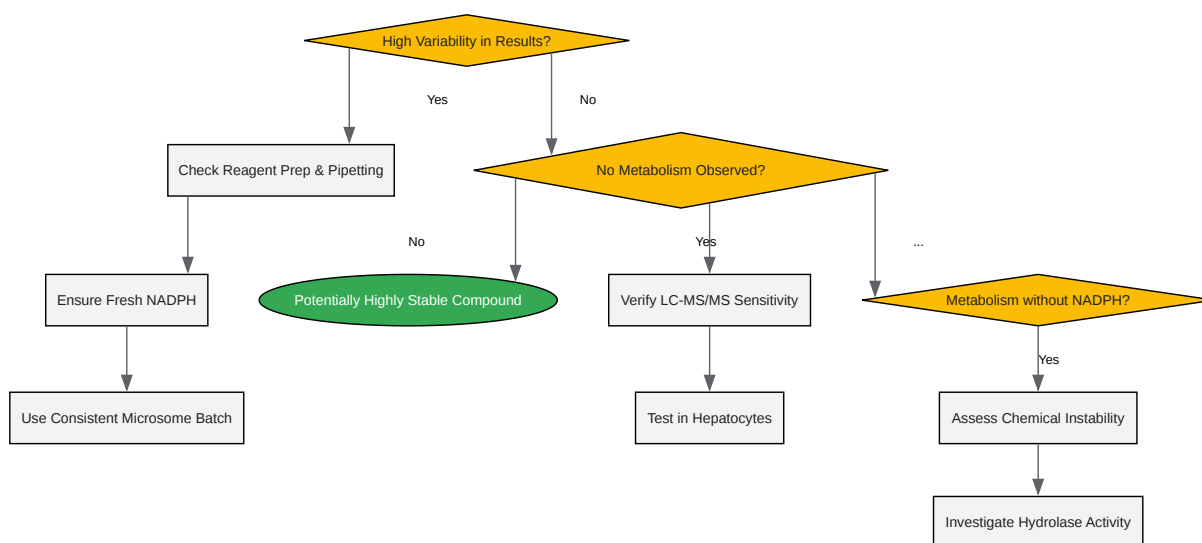 High Variability in Results?
Yes
No
Check Reagent Prep & Pipetting
No Metabolism Observed?
No
Yes
...
Ensure Fresh NADPH
Potentially Highly Stable Compound
Verify LC-MS/MS Sensitivity
Metabolism without NADPH?
Yes
Use Consistent Microsome Batch
Test in Hepatocytes
Assess Chemical Instability
Investigate Hydrolase Activity